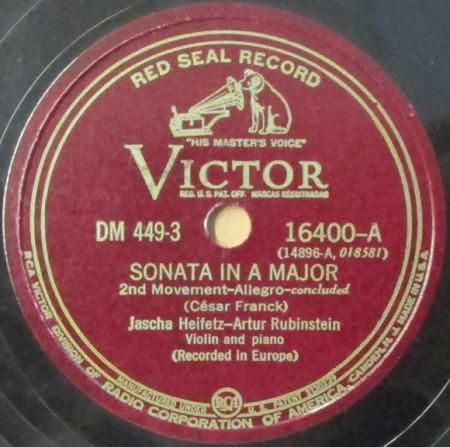 RED SEAL RECORD
"HIS MASTER'S VOICE"
VICTOR
REG. U.S. PAT. OFF. MARCAS REGISTRADAS
DM 449-3
16400-A
(14896-A, 018581)
SONATA IN A MAJOR
2nd Movement-Allegro-concluded
(César Franck)
Jascha Heifetz-Artur Rubinstein
Violin and piano
(Recorded in Europe)
MANUFACTURED UNDER RCA U.S. PATENT 2130239
RCA VICTOR DIVISION OF RADIO CORPORATION OF AMERICA, CAMDEN, N.J. MADE IN U.S.A.